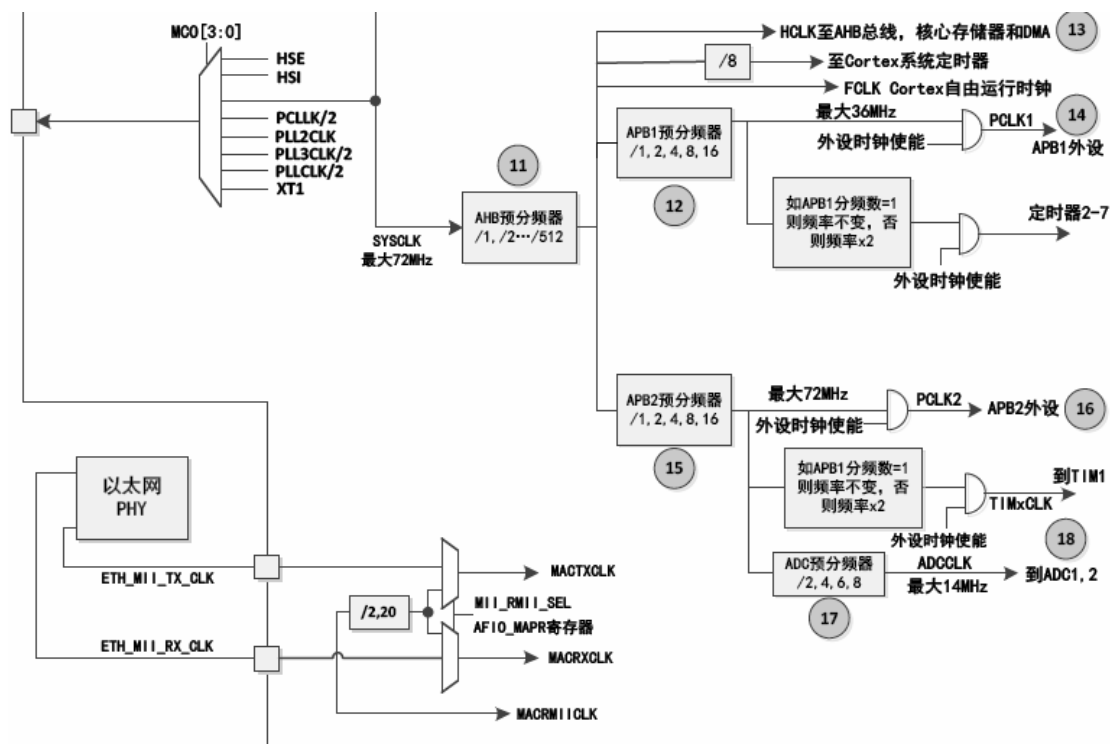 MCO[3:0]
HSE
HSI
PCLLK/2
PLL2CLK
PLL3CLK/2
PLLCLK/2
XT1
SYSCLK
最大72MHz
11
AHB预分频器
/1,/2…/512
HCLK至AHB总线，核心存储器和DMA
13
/8
至Cortex系统定时器
FCLK Cortex自由运行时钟
APB1预分频器
/1,2,4,8,16
12
最大36MHz
外设时钟使能
PCLK1
14
APB1外设
如APB1分频数=1
则频率不变，否
则频率x2
外设时钟使能
定时器2-7
APB2预分频器
/1,2,4,8,16
15
最大72MHz
外设时钟使能
PCLK2
APB2外设
16
如APB1分频数=1
则频率不变，否
则频率x2
外设时钟使能
到TIM1
TIMxCLK
18
ADC预分频器
/2,4,6,8
17
ADCCLK
最大14MHz
到ADC1,2
以太网
PHY
ETH_MII_TX_CLK
ETH_MII_RX_CLK
/2,20
MACTXCLK
MII_RMII_SEL
AFIO_MAPR寄存器
MACRXCLK
MACRMIICLK